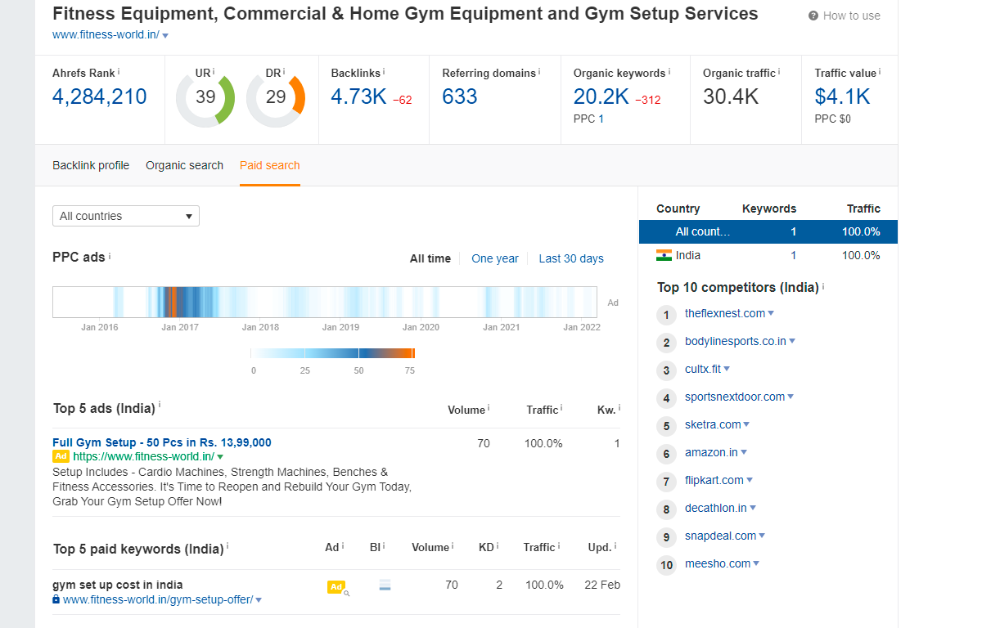 Fitness Equipment, Commercial & Home Gym Equipment and Gym Setup Services
? How to use
www.fitness-world.in/
Ahrefs Rank i
4,284,210
UR i
39
DR i
29
Backlinks i
4.73K −62
Referring domains i
633
Organic keywords i
20.2K −312
PPC 1
Organic traffic i
30.4K
Traffic value i
$4.1K
PPC $0
Backlink profile Organic search Paid search
All countries
PPC ads i
All time One year Last 30 days
Ad
Jan 2016 Jan 2017 Jan 2018 Jan 2019 Jan 2020 Jan 2021 Jan 2022
0 25 50 75
Top 5 ads (India) i Volume i Traffic i Kw. i
Full Gym Setup - 50 Pcs in Rs. 13,99,000 70 100.0% 1
Ad https://www.fitness-world.in/
Setup Includes - Cardio Machines, Strength Machines, Benches &
Fitness Accessories. It's Time to Reopen and Rebuild Your Gym Today,
Grab Your Gym Setup Offer Now!
Top 5 paid keywords (India) i Ad i Bl i Volume i KD i Traffic i Upd. i
gym set up cost in india Ad 70 2 100.0% 22 Feb
www.fitness-world.in/gym-setup-offer/
Country Keywords Traffic
All count... 1 100.0%
India 1 100.0%
Top 10 competitors (India) i
1 theflexnest.com
2 bodylinesports.co.in
3 cultx.fit
4 sportsnextdoor.com
5 sketra.com
6 amazon.in
7 flipkart.com
8 decathlon.in
9 snapdeal.com
10 meesho.com